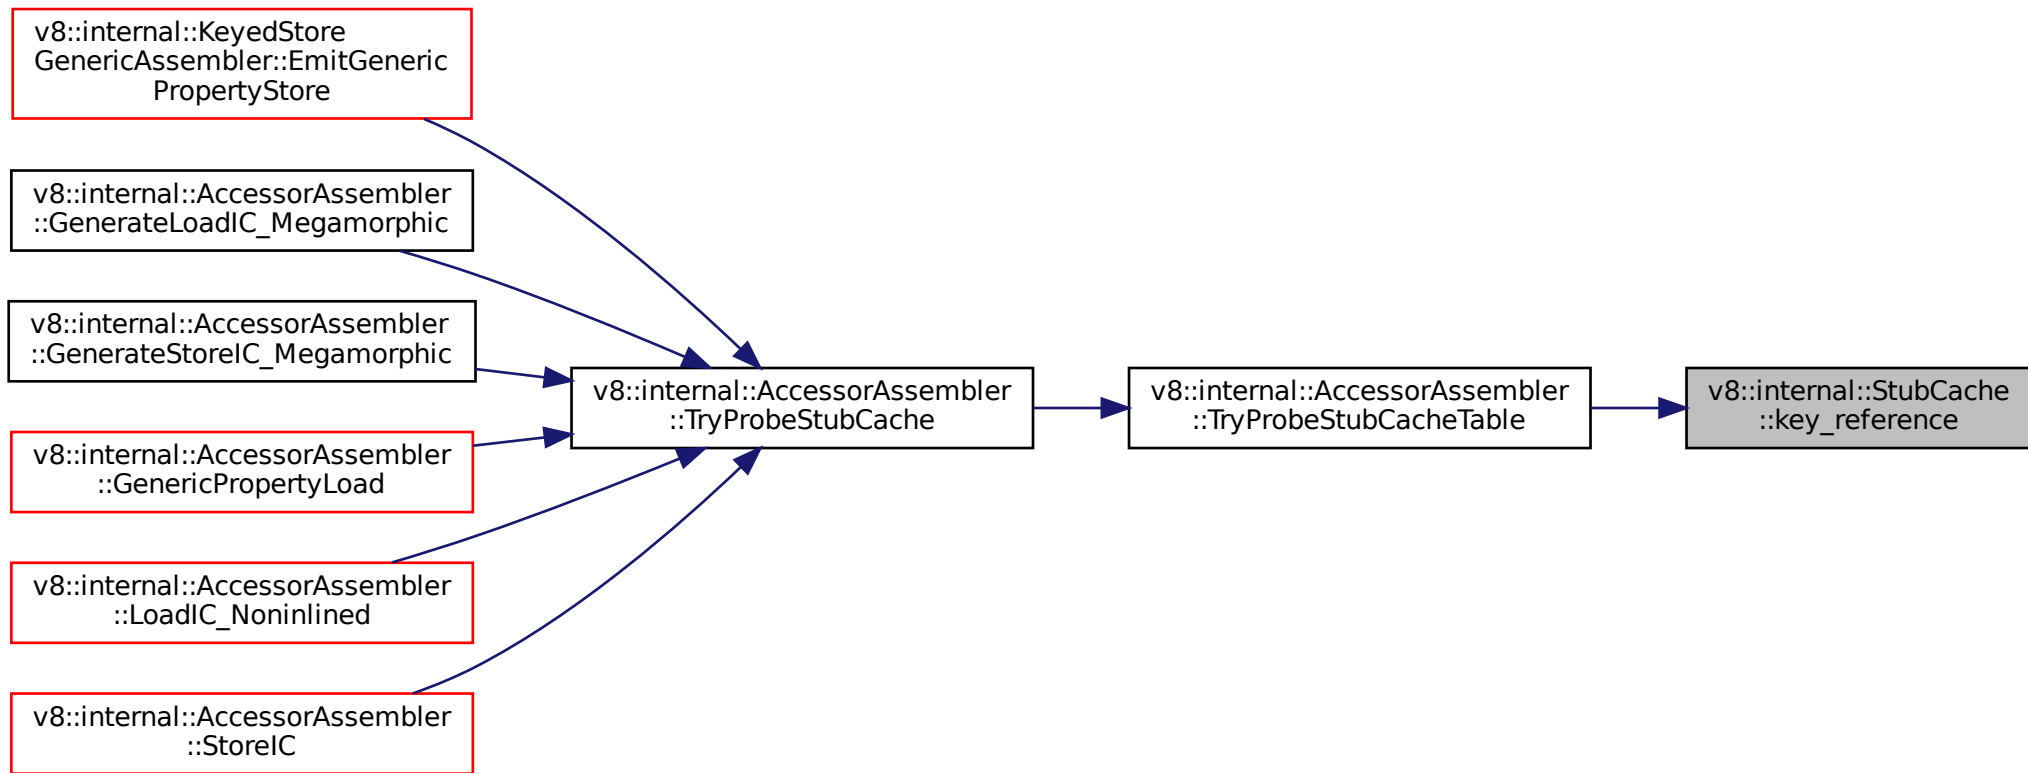 v8::internal::KeyedStore
GenericAssembler::EmitGeneric
PropertyStore
v8::internal::AccessorAssembler
::GenerateLoadIC_Megamorphic
v8::internal::AccessorAssembler
::GenerateStoreIC_Megamorphic
v8::internal::AccessorAssembler
::GenericPropertyLoad
v8::internal::AccessorAssembler
::LoadIC_Noninlined
v8::internal::AccessorAssembler
::StoreIC
v8::internal::AccessorAssembler
::TryProbeStubCache
v8::internal::AccessorAssembler
::TryProbeStubCacheTable
v8::internal::StubCache
::key_reference